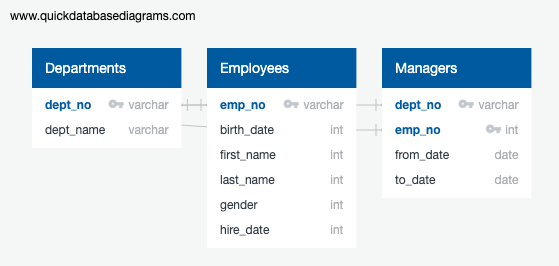 www.quickdatabasediagrams.com
Departments
dept_no varchar
dept_name varchar
Employees
emp_no varchar
birth_date int
first_name int
last_name int
gender int
hire_date int
Managers
dept_no varchar
emp_no int
from_date date
to_date date